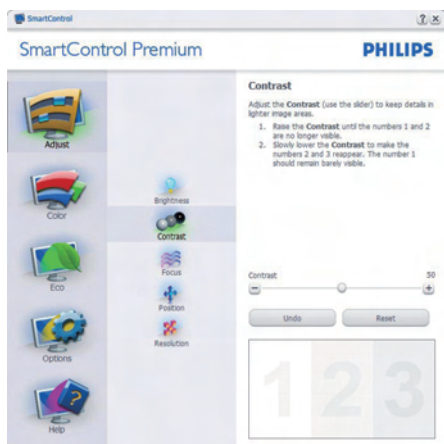 SmartControl
SmartControl Premium
PHILIPS
Adjust
Color
Eco
Options
Help
Brightness
Contrast
Focus
Position
Resolution
Contrast
Adjust the Contrast (use the slider) to keep details in
lighter image areas.
1. Raise the Contrast until the numbers 1 and 2
are no longer visible.
2. Slowly lower the Contrast to make the
numbers 2 and 3 reappear. The number 1
should remain barely visible.
Contrast 50
Undo Reset
1 2 3